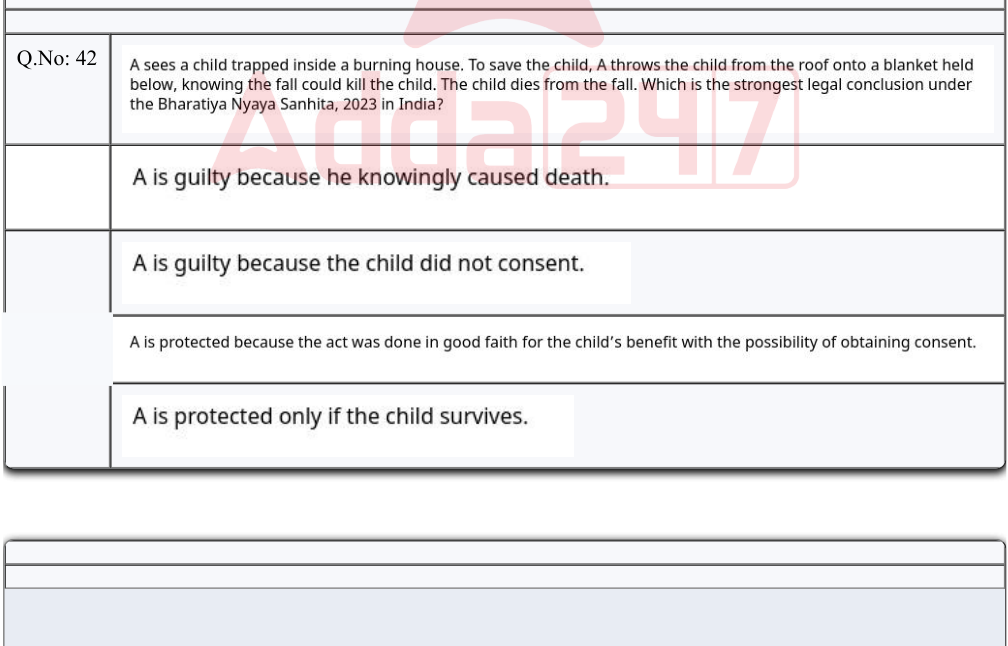 Q.No: 42
A sees a child trapped inside a burning house. To save the child, A throws the child from the roof onto a blanket held
below, knowing the fall could kill the child. The child dies from the fall. Which is the strongest legal conclusion under
the Bharatiya Nyaya Sanhita, 2023 in India?
Adda247
A is guilty because he knowingly caused death.
A is guilty because the child did not consent.
A is protected because the act was done in good faith for the child’s benefit with the possibility of obtaining consent.
A is protected only if the child survives.